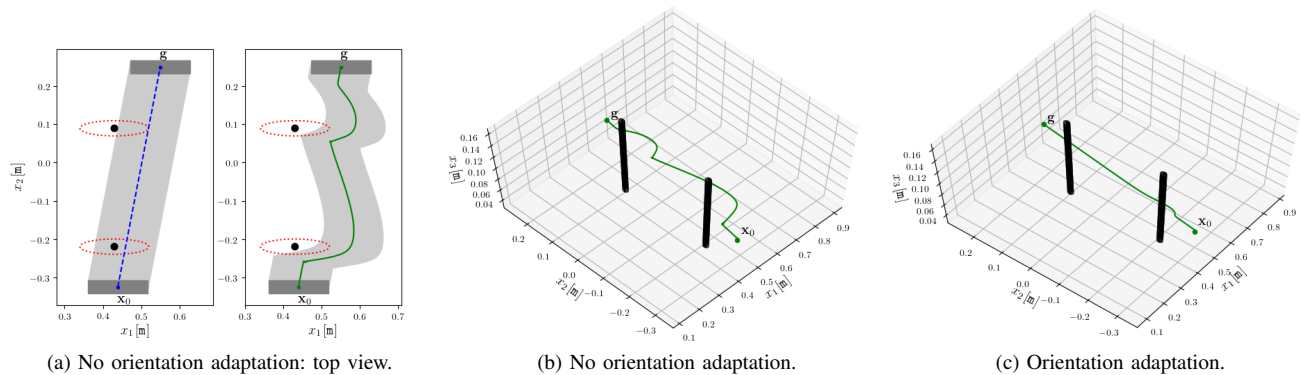 g
g
0.2
0.1
0.0
−0.1
−0.2
−0.3
x₂[m]
x₀
x₀
0.3 0.4 0.5 0.6
0.3 0.4 0.5 0.6 0.7
x₁[m]
x₁[m]
(a) No orientation adaptation: top view.
g
x₀
0.16
0.14
0.12
0.10
0.08
0.06
0.04
x₃[m]
0.2
0.1
0.0
−0.1
−0.2
−0.3
x₂[m]
0.1
0.2
0.3
0.4
0.5
0.6
0.7
0.8
0.9
x₁[m]
(b) No orientation adaptation.
g
x₀
0.16
0.14
0.12
0.10
0.08
0.06
0.04
x₃[m]
0.2
0.1
0.0
−0.1
−0.2
−0.3
x₂[m]
0.1
0.2
0.3
0.4
0.5
0.6
0.7
0.8
0.9
x₁[m]
(c) Orientation adaptation.